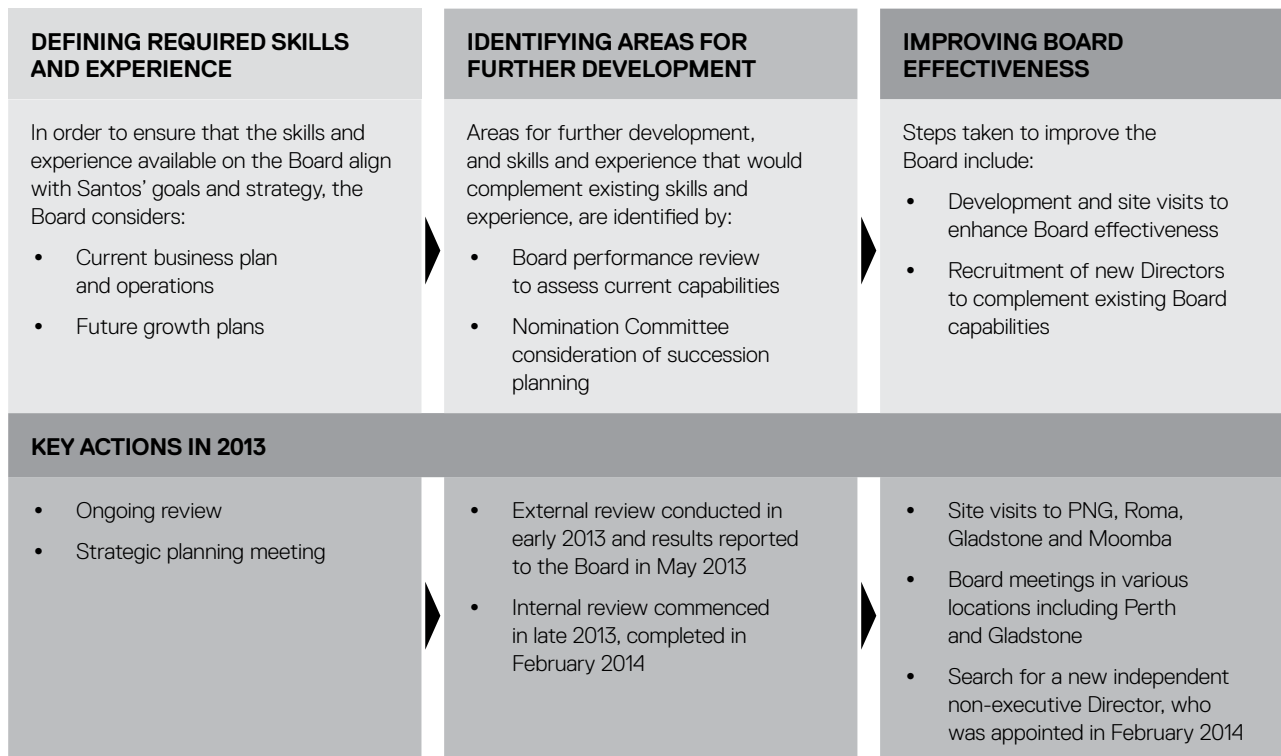 DEFINING REQUIRED SKILLS
AND EXPERIENCE
In order to ensure that the skills and
experience available on the Board align
with Santos’ goals and strategy, the
Board considers:
• Current business plan
and operations
• Future growth plans
IDENTIFYING AREAS FOR
FURTHER DEVELOPMENT
Areas for further development,
and skills and experience that would
complement existing skills and
experience, are identified by:
• Board performance review
to assess current capabilities
• Nomination Committee
consideration of succession
planning
IMPROVING BOARD
EFFECTIVENESS
Steps taken to improve the
Board include:
• Development and site visits to
enhance Board effectiveness
• Recruitment of new Directors
to complement existing Board
capabilities
KEY ACTIONS IN 2013
• Ongoing review
• Strategic planning meeting
• External review conducted in
early 2013 and results reported
to the Board in May 2013
• Internal review commenced
in late 2013, completed in
February 2014
• Site visits to PNG, Roma,
Gladstone and Moomba
• Board meetings in various
locations including Perth
and Gladstone
• Search for a new independent
non-executive Director, who
was appointed in February 2014